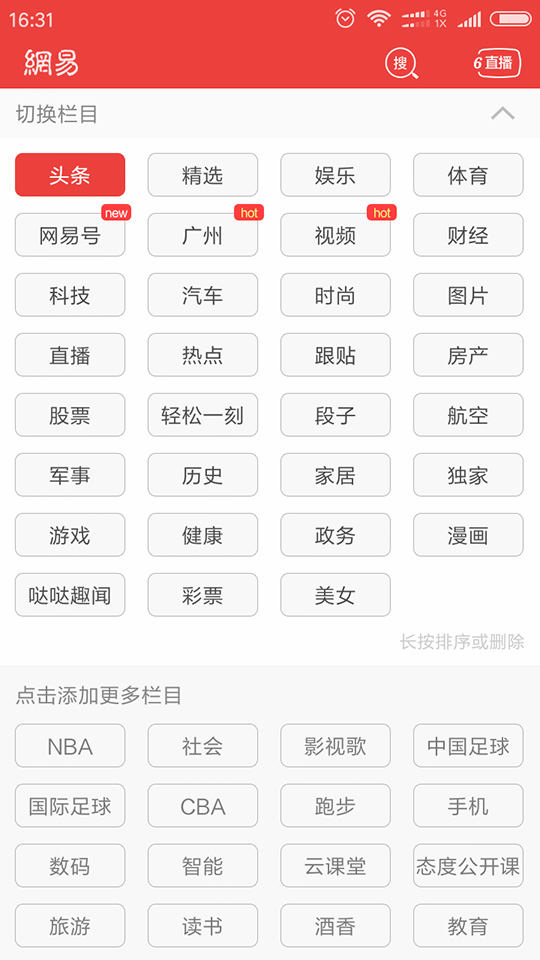 16:31 4G 1X
網易 搜 6直播
切换栏目
头条 精选 娱乐 体育
new hot hot
网易号 广州 视频 财经
科技 汽车 时尚 图片
直播 热点 跟贴 房产
股票 轻松一刻 段子 航空
军事 历史 家居 独家
游戏 健康 政务 漫画
哒哒趣闻 彩票 美女
长按排序或删除
点击添加更多栏目
NBA 社会 影视歌 中国足球
国际足球 CBA 跑步 手机
数码 智能 云课堂 态度公开课
旅游 读书 酒香 教育